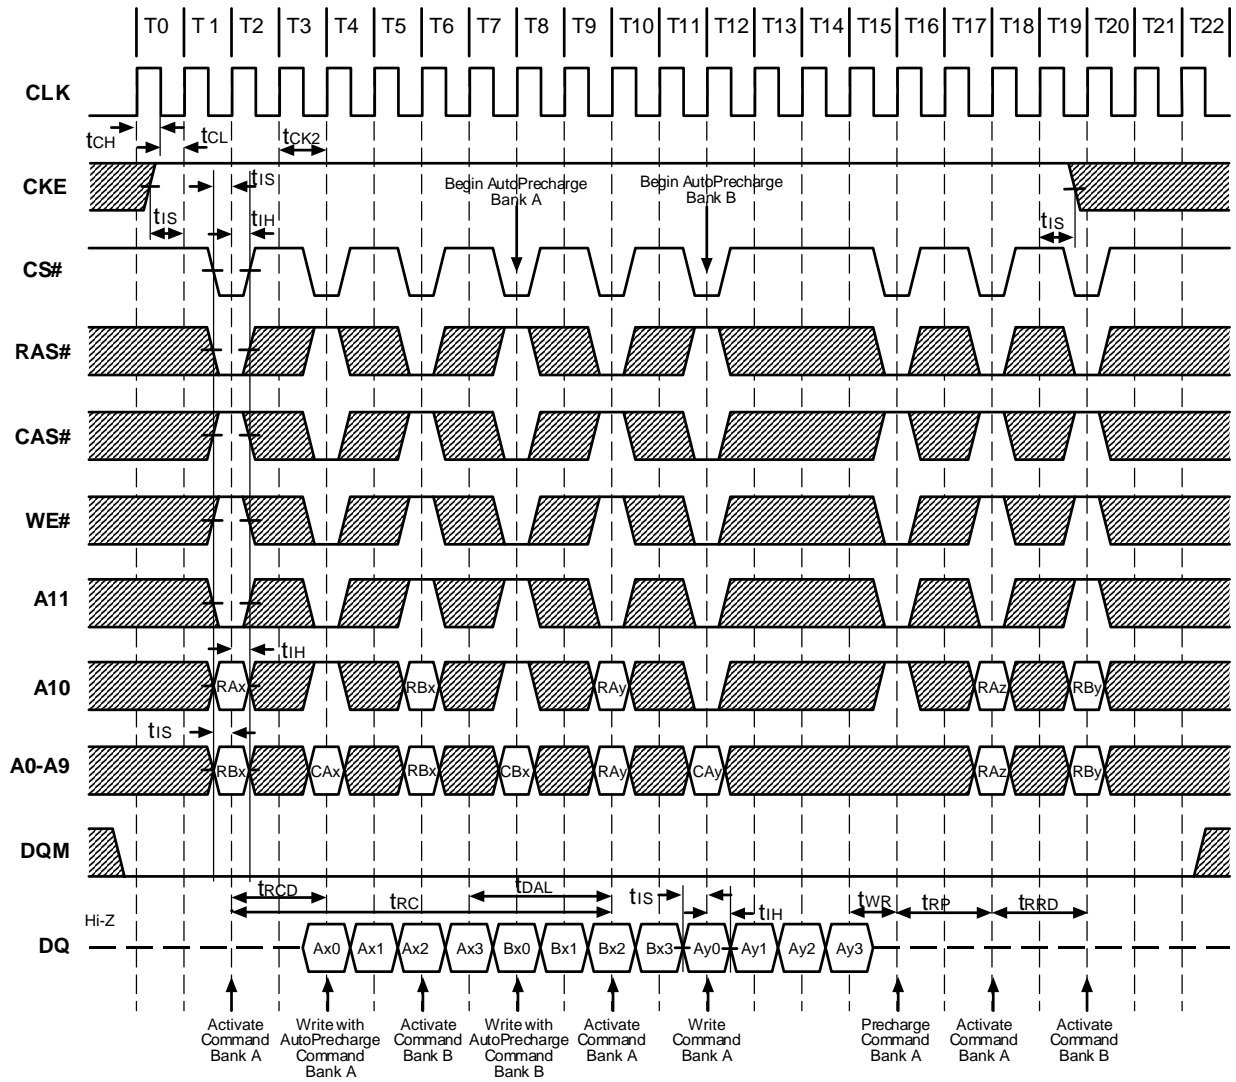 T0 T1 T2 T3 T4 T5 T6 T7 T8 T9 T10 T11 T12 T13 T14 T15 T16 T17 T18 T19 T20 T21 T22
CLK
tCH tCL tCK2
CKE
tIS
Begin AutoPrecharge
Bank A
Begin AutoPrecharge
Bank B
tIS tIH tIS
CS#
RAS#
CAS#
WE#
A11
tIH
A10 RAx RBx RAy RAz RBy
tIS
A0-A9 RBx CAx RBx CBx RAy CAy RAz RBy
DQM
tRCD tRC tDAL tIS tIH tWR tRP tRRD
Hi-Z
DQ Ax0 Ax1 Ax2 Ax3 Bx0 Bx1 Bx2 Bx3 Ay0 Ay1 Ay2 Ay3
Activate
Command
Bank A
Write with
AutoPrecharge
Command
Bank A
Activate
Command
Bank B
Write with
AutoPrecharge
Command
Bank B
Activate
Command
Bank A
Write
Command
Bank A
Precharge
Command
Bank A
Activate
Command
Bank A
Activate
Command
Bank B